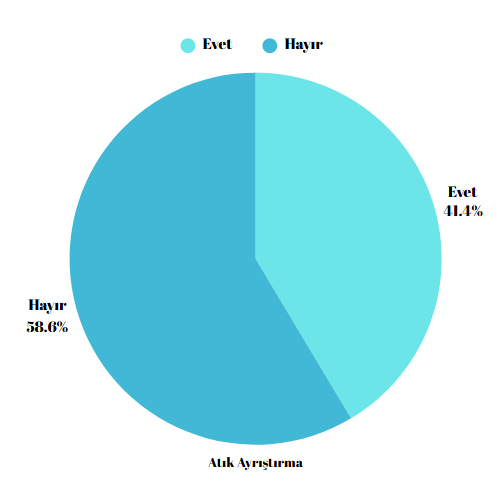 Evet Hayır
Evet
41.4%
Hayır
58.6%
Atık Ayrıştırma